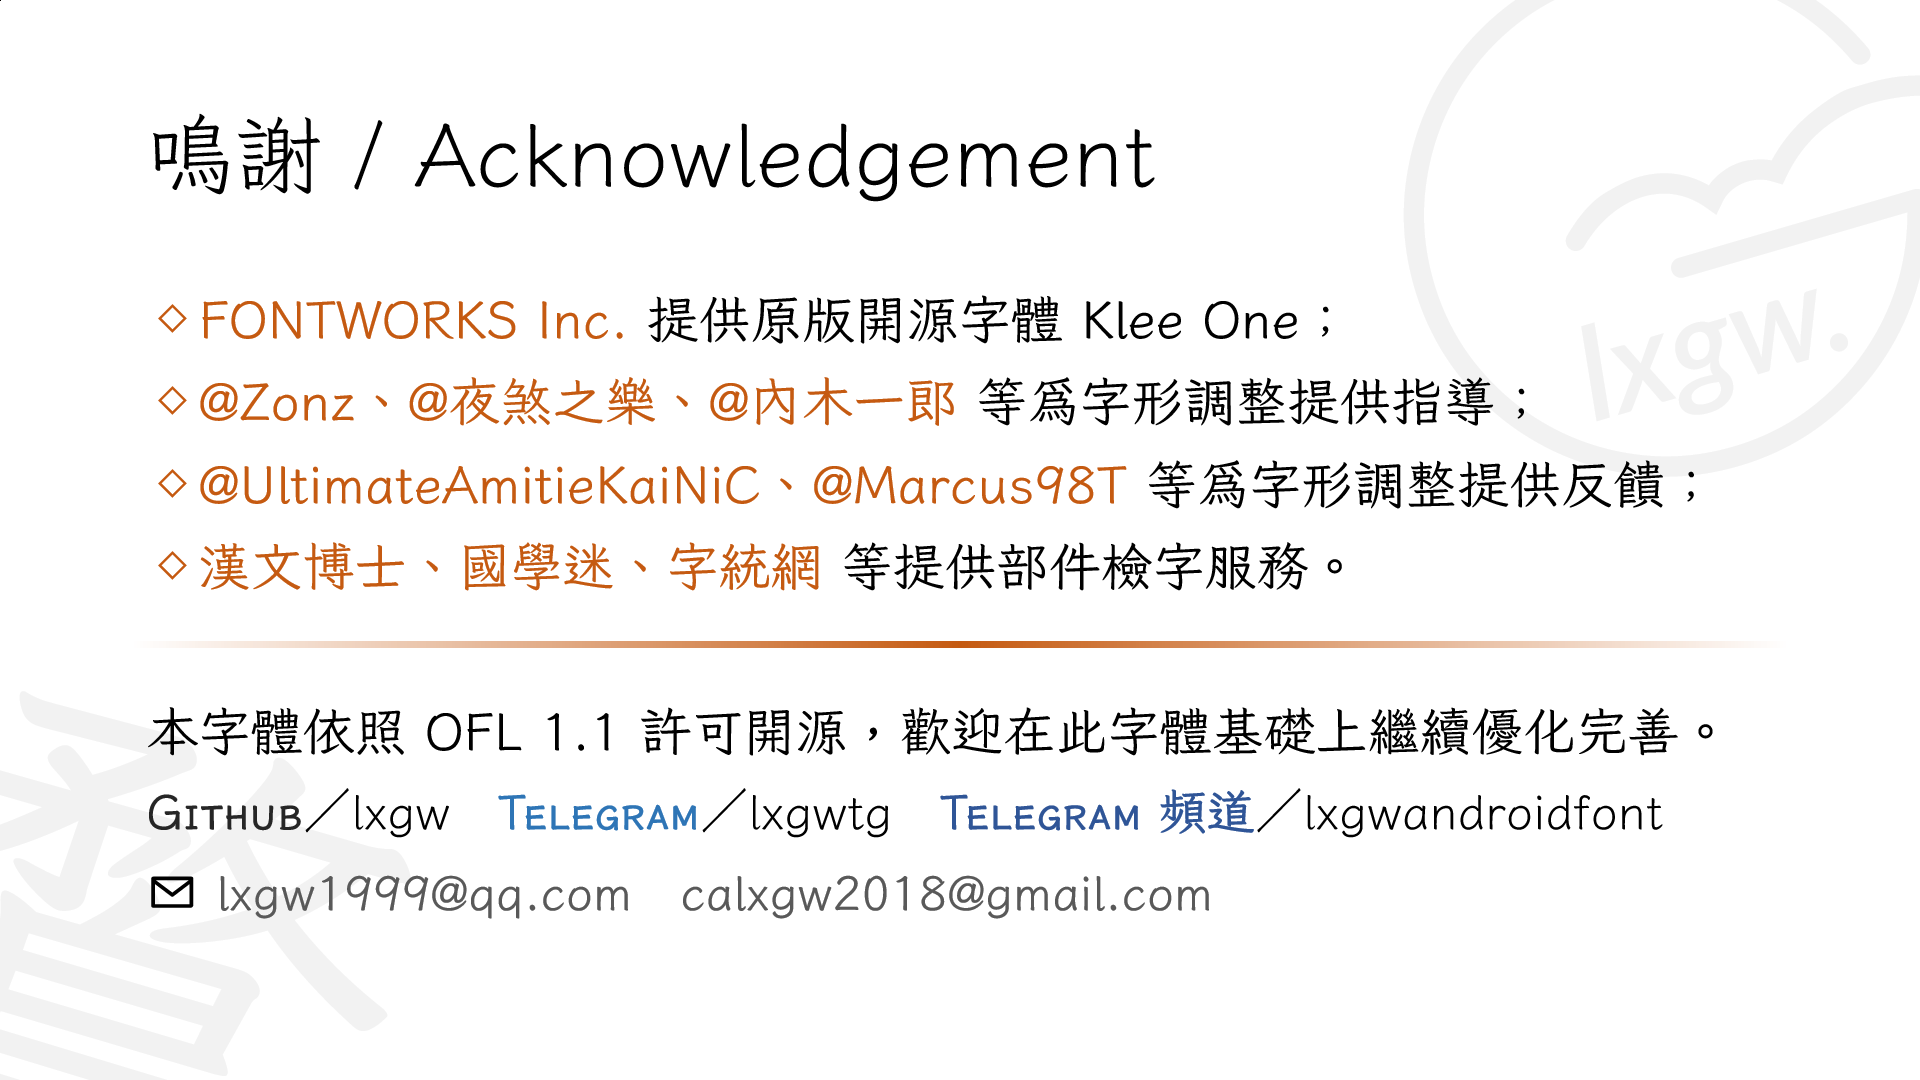 鳴謝 / Acknowledgement
◇FONTWORKS Inc. 提供原版開源字體 Klee One；
◇@Zonz、@夜煞之樂、@內木一郎 等爲字形調整提供指導；
◇@UltimateAmitieKaiNiC、@Marcus98T 等爲字形調整提供反饋；
◇漢文博士、國學迷、字統網 等提供部件檢字服務。
lxgw.
本字體依照 OFL 1.1 許可開源，歡迎在此字體基礎上繼續優化完善。
GITHUB／lxgw　TELEGRAM／lxgwtg　TELEGRAM 頻道／lxgwandroidfont
lxgw1999@qq.com　calxgw2018@gmail.com